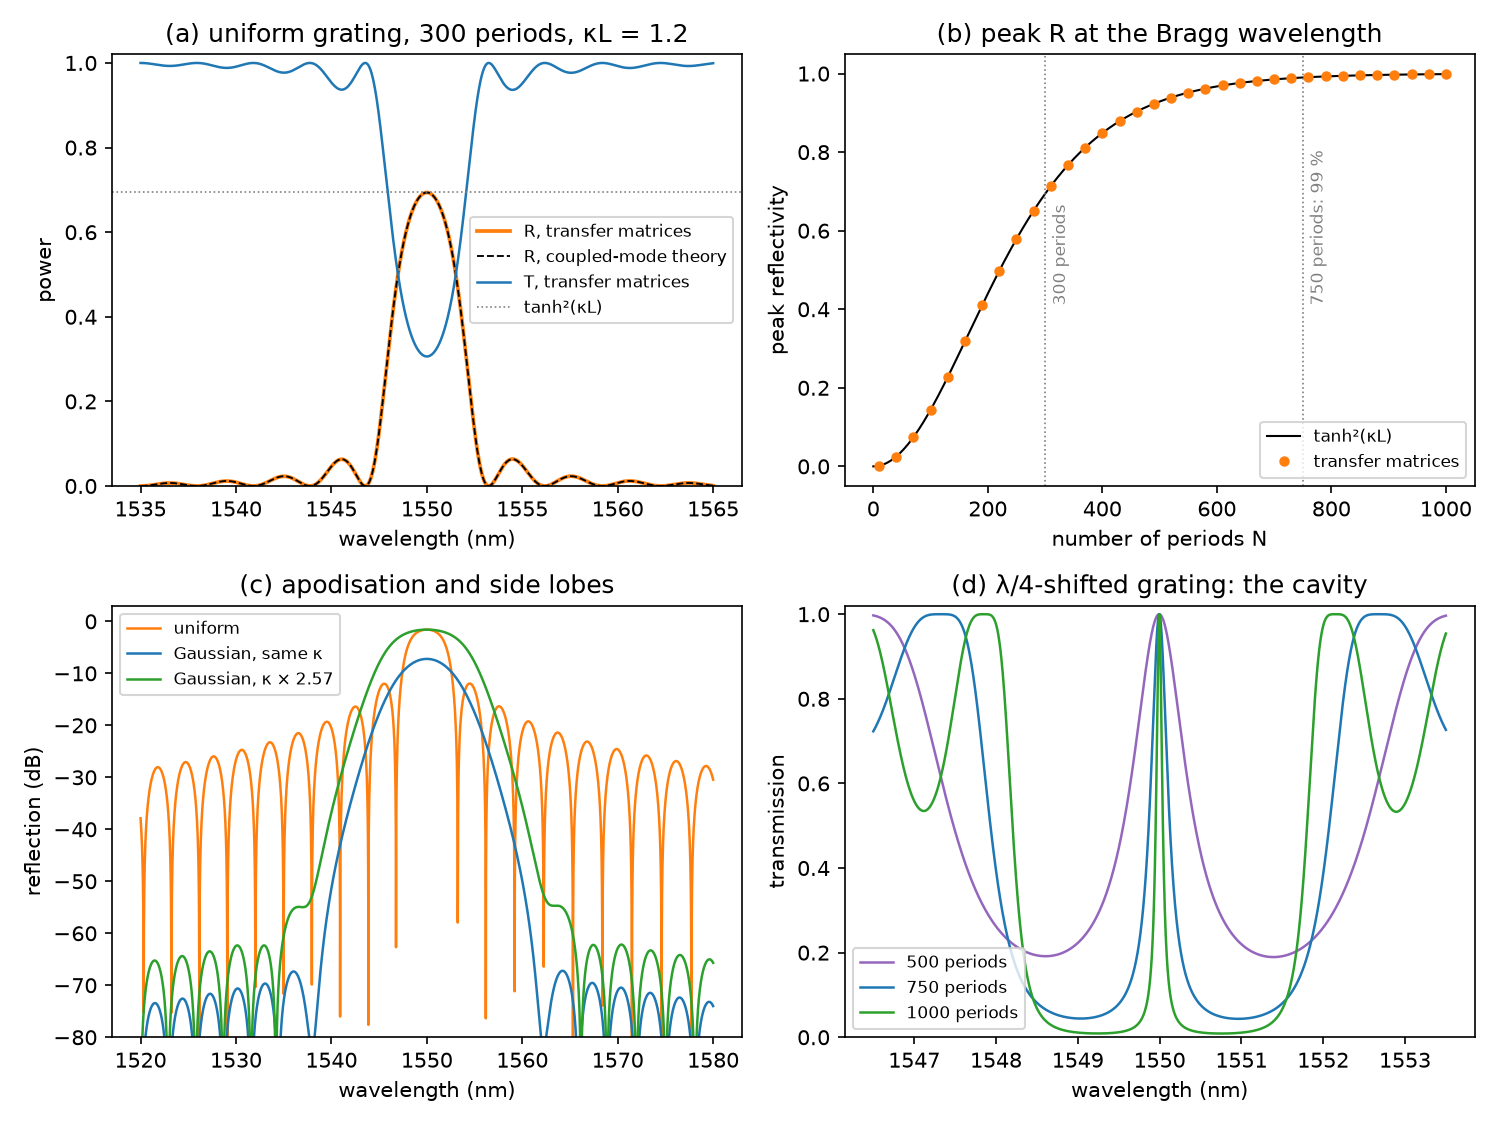 (a) uniform grating, 300 periods, κL = 1.2
1.0
0.8
0.6
0.4
0.2
0.0
power
R, transfer matrices
R, coupled-mode theory
T, transfer matrices
tanh²(κL)
1535 1540 1545 1550 1555 1560 1565
wavelength (nm)
(b) peak R at the Bragg wavelength
1.0
0.8
0.6
0.4
0.2
0.0
peak reflectivity
300 periods
750 periods: 99 %
tanh²(κL)
transfer matrices
0 200 400 600 800 1000
number of periods N
(c) apodisation and side lobes
0
−10
−20
−30
−40
−50
−60
−70
−80
reflection (dB)
uniform
Gaussian, same κ
Gaussian, κ × 2.57
1520 1530 1540 1550 1560 1570 1580
wavelength (nm)
(d) λ/4-shifted grating: the cavity
1.0
0.8
0.6
0.4
0.2
0.0
transmission
500 periods
750 periods
1000 periods
1547 1548 1549 1550 1551 1552 1553
wavelength (nm)